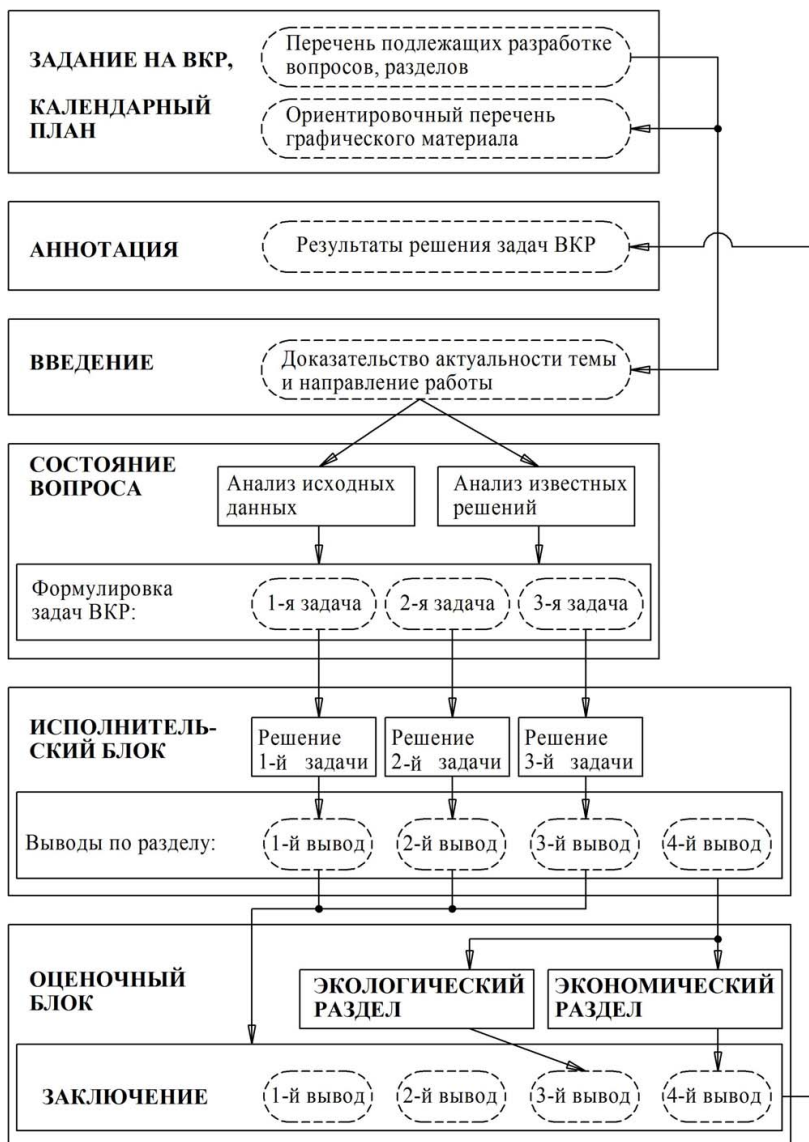 ЗАДАНИЕ НА ВКР,
КАЛЕНДАРНЫЙ
ПЛАН
Перечень подлежащих разработке
вопросов, разделов
Ориентировочный перечень
графического материала
АННОТАЦИЯ
Результаты решения задач ВКР
ВВЕДЕНИЕ
Доказательство актуальности темы
и направление работы
СОСТОЯНИЕ
ВОПРОСА
Анализ исходных
данных
Анализ известных
решений
Формулировка
задач ВКР:
1-я задача
2-я задача
3-я задача
ИСПОЛНИТЕЛЬ-
СКИЙ БЛОК
Решение
1-й задачи
Решение
2-й задачи
Решение
3-й задачи
Выводы по разделу:
1-й вывод
2-й вывод
3-й вывод
4-й вывод
ОЦЕНОЧНЫЙ
БЛОК
ЭКОЛОГИЧЕСКИЙ
РАЗДЕЛ
ЭКОНОМИЧЕСКИЙ
РАЗДЕЛ
ЗАКЛЮЧЕНИЕ
1-й вывод
2-й вывод
3-й вывод
4-й вывод